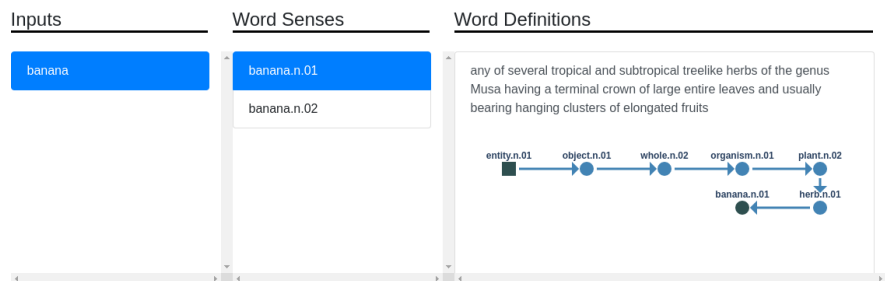 Inputs
Word Senses
Word Definitions
banana
banana.n.01
banana.n.02
any of several tropical and subtropical treelike herbs of the genus
Musa having a terminal crown of large entire leaves and usually
bearing hanging clusters of elongated fruits
entity.n.01 object.n.01 whole.n.02 organism.n.01 plant.n.02
banana.n.01 herb.n.01